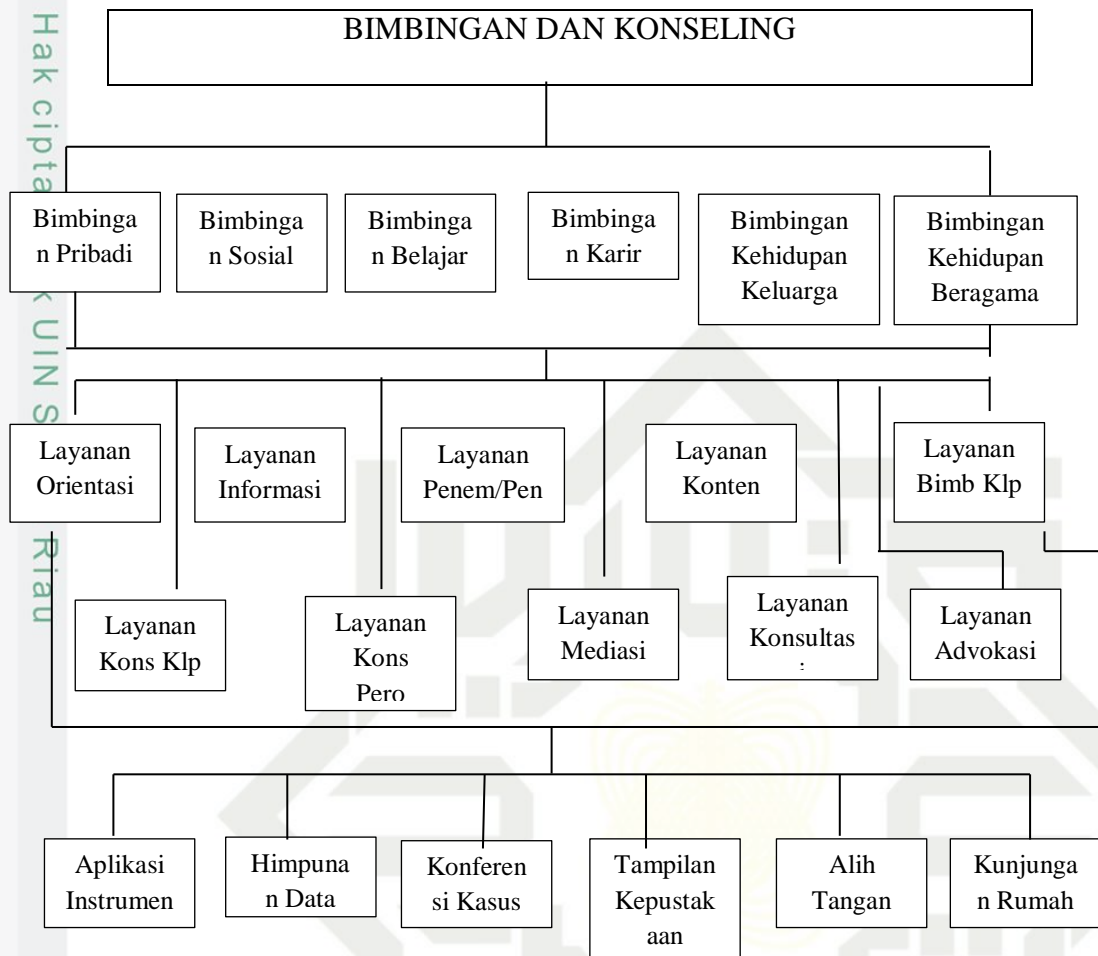 BIMBINGAN DAN KONSELING
Bimbinga
n Pribadi
Bimbinga
n Sosial
Bimbinga
n Belajar
Bimbinga
n Karir
Bimbingan
Kehidupan
Keluarga
Bimbingan
Kehidupan
Beragama
Layanan
Orientasi
Layanan
Informasi
Layanan
Penem/Pen
Layanan
Konten
Layanan
Bimb Klp
Layanan
Kons Klp
Layanan
Kons
Pero
Layanan
Mediasi
Layanan
Konsultas
Layanan
Advokasi
Aplikasi
Instrumen
Himpuna
n Data
Konferen
si Kasus
Tampilan
Kepustak
aan
Alih
Tangan
Kunjunga
n Rumah
Hak cipta UIN Riau